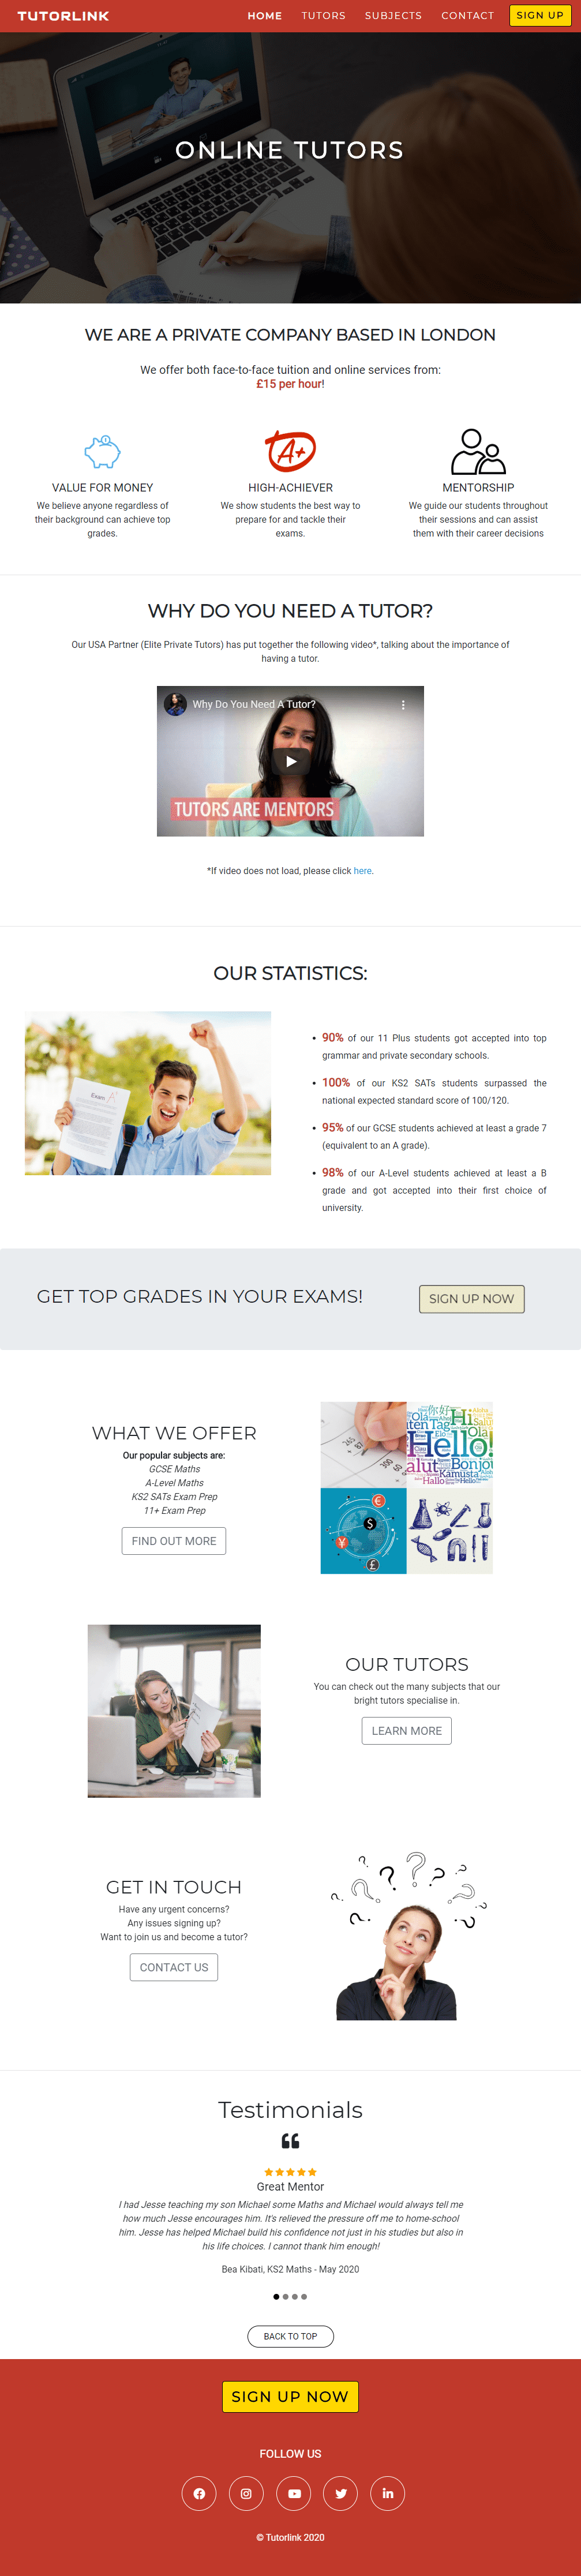 TUTORLINK
HOME
TUTORS
SUBJECTS
CONTACT
SIGN UP
ONLINE TUTORS
WE ARE A PRIVATE COMPANY BASED IN LONDON
We offer both face-to-face tuition and online services from:
£15 per hour!
VALUE FOR MONEY
We believe anyone regardless of
their background can achieve top
grades.
A+
HIGH-ACHIEVER
We show students the best way to
prepare for and tackle their
exams.
MENTORSHIP
We guide our students throughout
their sessions and can assist
them with their career decisions
WHY DO YOU NEED A TUTOR?
Our USA Partner (Elite Private Tutors) has put together the following video*, talking about the importance of
having a tutor.
Why Do You Need A Tutor?
TUTORS ARE MENTORS
*If video does not load, please click here.
OUR STATISTICS:
Exam
• 90% of our 11 Plus students got accepted into top
grammar and private secondary schools.
• 100% of our KS2 SATs students surpassed the
national expected standard score of 100/120.
• 95% of our GCSE students achieved at least a grade 7
(equivalent to an A grade).
• 98% of our A-Level students achieved at least a B
grade and got accepted into their first choice of
university.
GET TOP GRADES IN YOUR EXAMS!
SIGN UP NOW
WHAT WE OFFER
Our popular subjects are:
GCSE Maths
A-Level Maths
KS2 SATs Exam Prep
11+ Exam Prep
FIND OUT MORE
你好
Hello!
Bonjou
Kamusta
Hallo
OUR TUTORS
You can check out the many subjects that our
bright tutors specialise in.
LEARN MORE
GET IN TOUCH
Have any urgent concerns?
Any issues signing up?
Want to join us and become a tutor?
CONTACT US
Testimonials
Great Mentor
I had Jesse teaching my son Michael some Maths and Michael would always tell me
how much Jesse encourages him. It's relieved the pressure off me to home-school
him. Jesse has helped Michael build his confidence not just in his studies but also in
his life choices. I cannot thank him enough!
Bea Kibati, KS2 Maths - May 2020
BACK TO TOP
SIGN UP NOW
FOLLOW US
© Tutorlink 2020